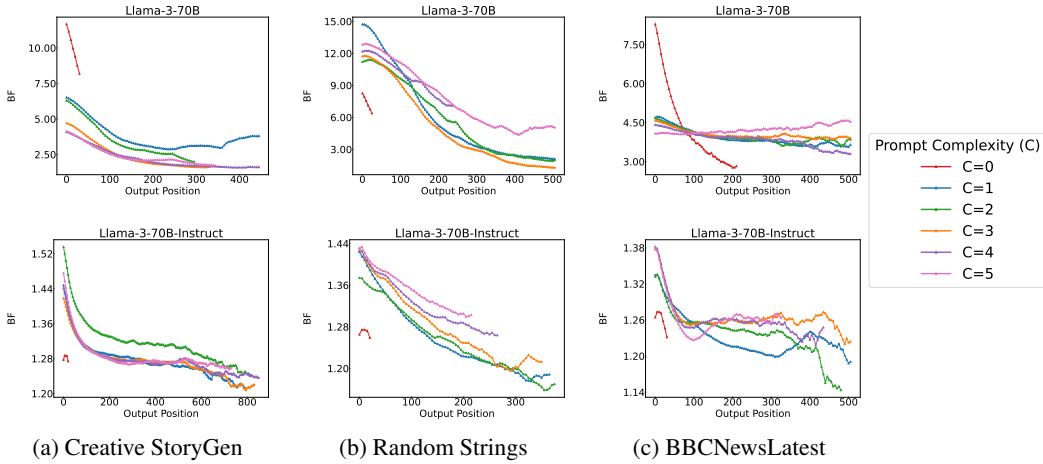 Llama-3-70B
10.00
7.50
5.00
2.50
BF
0 100 200 300 400
Output Position
Llama-3-70B
15.00
12.00
9.00
6.00
3.00
BF
0 100 200 300 400 500
Output Position
Llama-3-70B
7.50
6.00
4.50
3.00
BF
0 100 200 300 400 500
Output Position
Prompt Complexity (C)
C=0
C=1
C=2
C=3
C=4
C=5
Llama-3-70B-Instruct
1.52
1.44
1.36
1.28
1.20
BF
0 200 400 600 800
Output Position
Llama-3-70B-Instruct
1.44
1.36
1.28
1.20
BF
0 100 200 300
Output Position
Llama-3-70B-Instruct
1.38
1.32
1.26
1.20
1.14
BF
0 100 200 300 400 500
Output Position
(a) Creative StoryGen
(b) Random Strings
(c) BBCNewsLatest